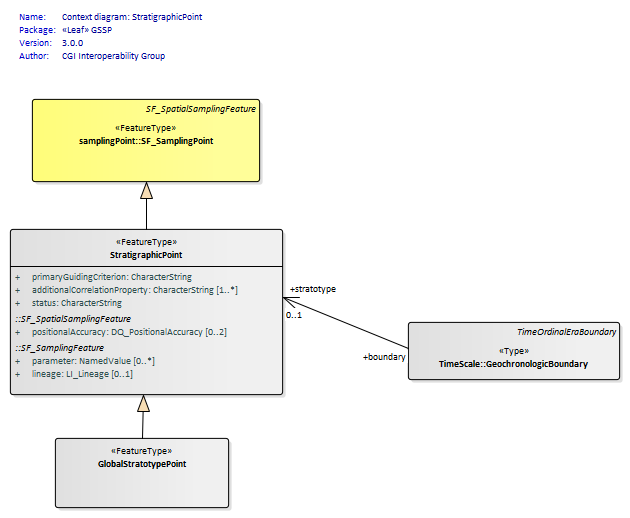 Name: Context diagram: StratigraphicPoint
Package: «Leaf» GSSP
Version: 3.0.0
Author: CGI Interoperability Group
SF_SpatialSamplingFeature
«FeatureType»
samplingPoint::SF_SamplingPoint
«FeatureType»
StratigraphicPoint
+ primaryGuidingCriterion: CharacterString
+ additionalCorrelationProperty: CharacterString [1..*]
+ status: CharacterString
::SF_SpatialSamplingFeature
+ positionalAccuracy: DQ_PositionalAccuracy [0..2]
::SF_SamplingFeature
+ parameter: NamedValue [0..*]
+ lineage: LI_Lineage [0..1]
+stratotype
0..1
+boundary
TimeOrdinalEraBoundary
«Type»
TimeScale::GeochronologicBoundary
«FeatureType»
GlobalStratotypePoint